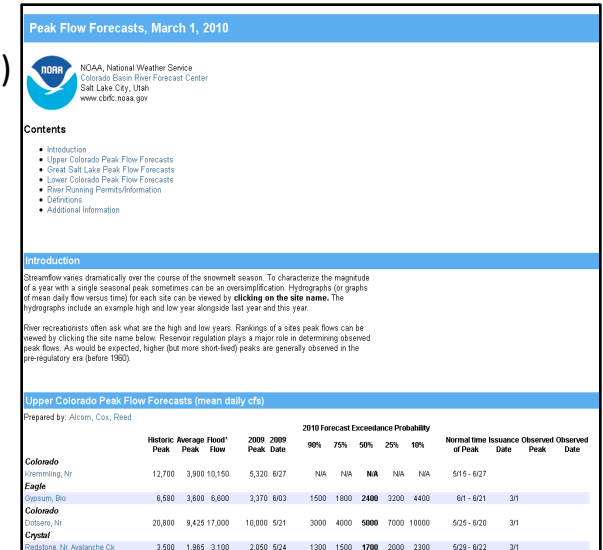 Peak Flow Forecasts, March 1, 2010
)
NOAA
NOAA, National Weather Service
Colorado Basin River Forecast Center
Salt Lake City, Utah
www.cbrfc.noaa.gov
Contents
• Introduction
• Upper Colorado Peak Flow Forecasts
• Great Salt Lake Peak Flow Forecasts
• Lower Colorado Peak Flow Forecasts
• River Running Permits/Information
• Definitions
• Additional Information
Introduction
Streamflow varies dramatically over the course of the snowmelt season. To characterize the magnitude
of a year with a single seasonal peak sometimes can be an oversimplification. Hydrographs (or graphs
of mean daily flow versus time) for each site can be viewed by clicking on the site name. The
hydrographs include an example high and low year alongside last year and this year.
River recreationists often ask what are the high and low years. Rankings of a sites peak flows can be
viewed by clicking the site name below. Reservoir regulation plays a major role in determining observed
peak flows. As would be expected, higher (but more short-lived) peaks are generally observed in the
pre-regulatory era (before 1960).
Upper Colorado Peak Flow Forecasts (mean daily cfs)
Prepared by: Alcorn, Cox, Reed
2010 Forecast Exceedance Probability
Historic Average Flood¹ 2009 2009 90% 75% 50% 25% 10% Normal time Issuance Observed Observed
Peak Peak Flow Peak Date of Peak Date Peak Date
Colorado
Kremmling, Nr 12,700 3,900 10,150 5,320 6/27 N/A N/A N/A N/A N/A 5/15 - 6/27
Eagle
Gypsum, Blo 6,580 3,600 6,600 3,370 6/03 1500 1800 2400 3200 4400 6/1 - 6/21 3/1
Colorado
Dotsero, Nr 20,800 9,425 17,000 10,000 5/21 3000 4000 5000 7000 10000 5/25 - 6/20 3/1
Crystal
Redstone, Nr, Avalanche Ck 3,500 1,965 3,100 2,050 5/24 1300 1500 1700 2000 2300 5/29 - 6/22 3/1